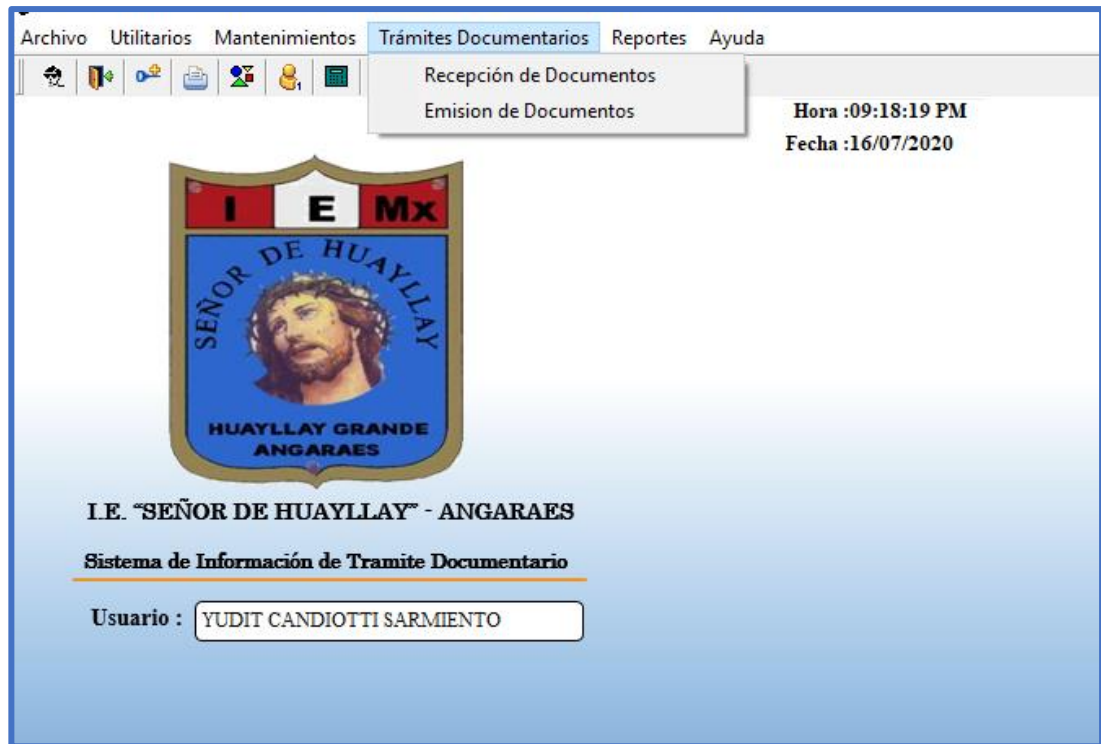 Archivo Utilitarios Mantenimientos Trámites Documentarios Reportes Ayuda
Recepción de Documentos
Emision de Documentos
Hora :09:18:19 PM
Fecha :16/07/2020
I E Mx
SEÑOR DE HUAYLLAY
HUAYLLAY GRANDE
ANGARAES
I.E. “SEÑOR DE HUAYLLAY” - ANGARAES
Sistema de Información de Tramite Documentario
Usuario : YUDIT CANDIOTTI SARMIENTO